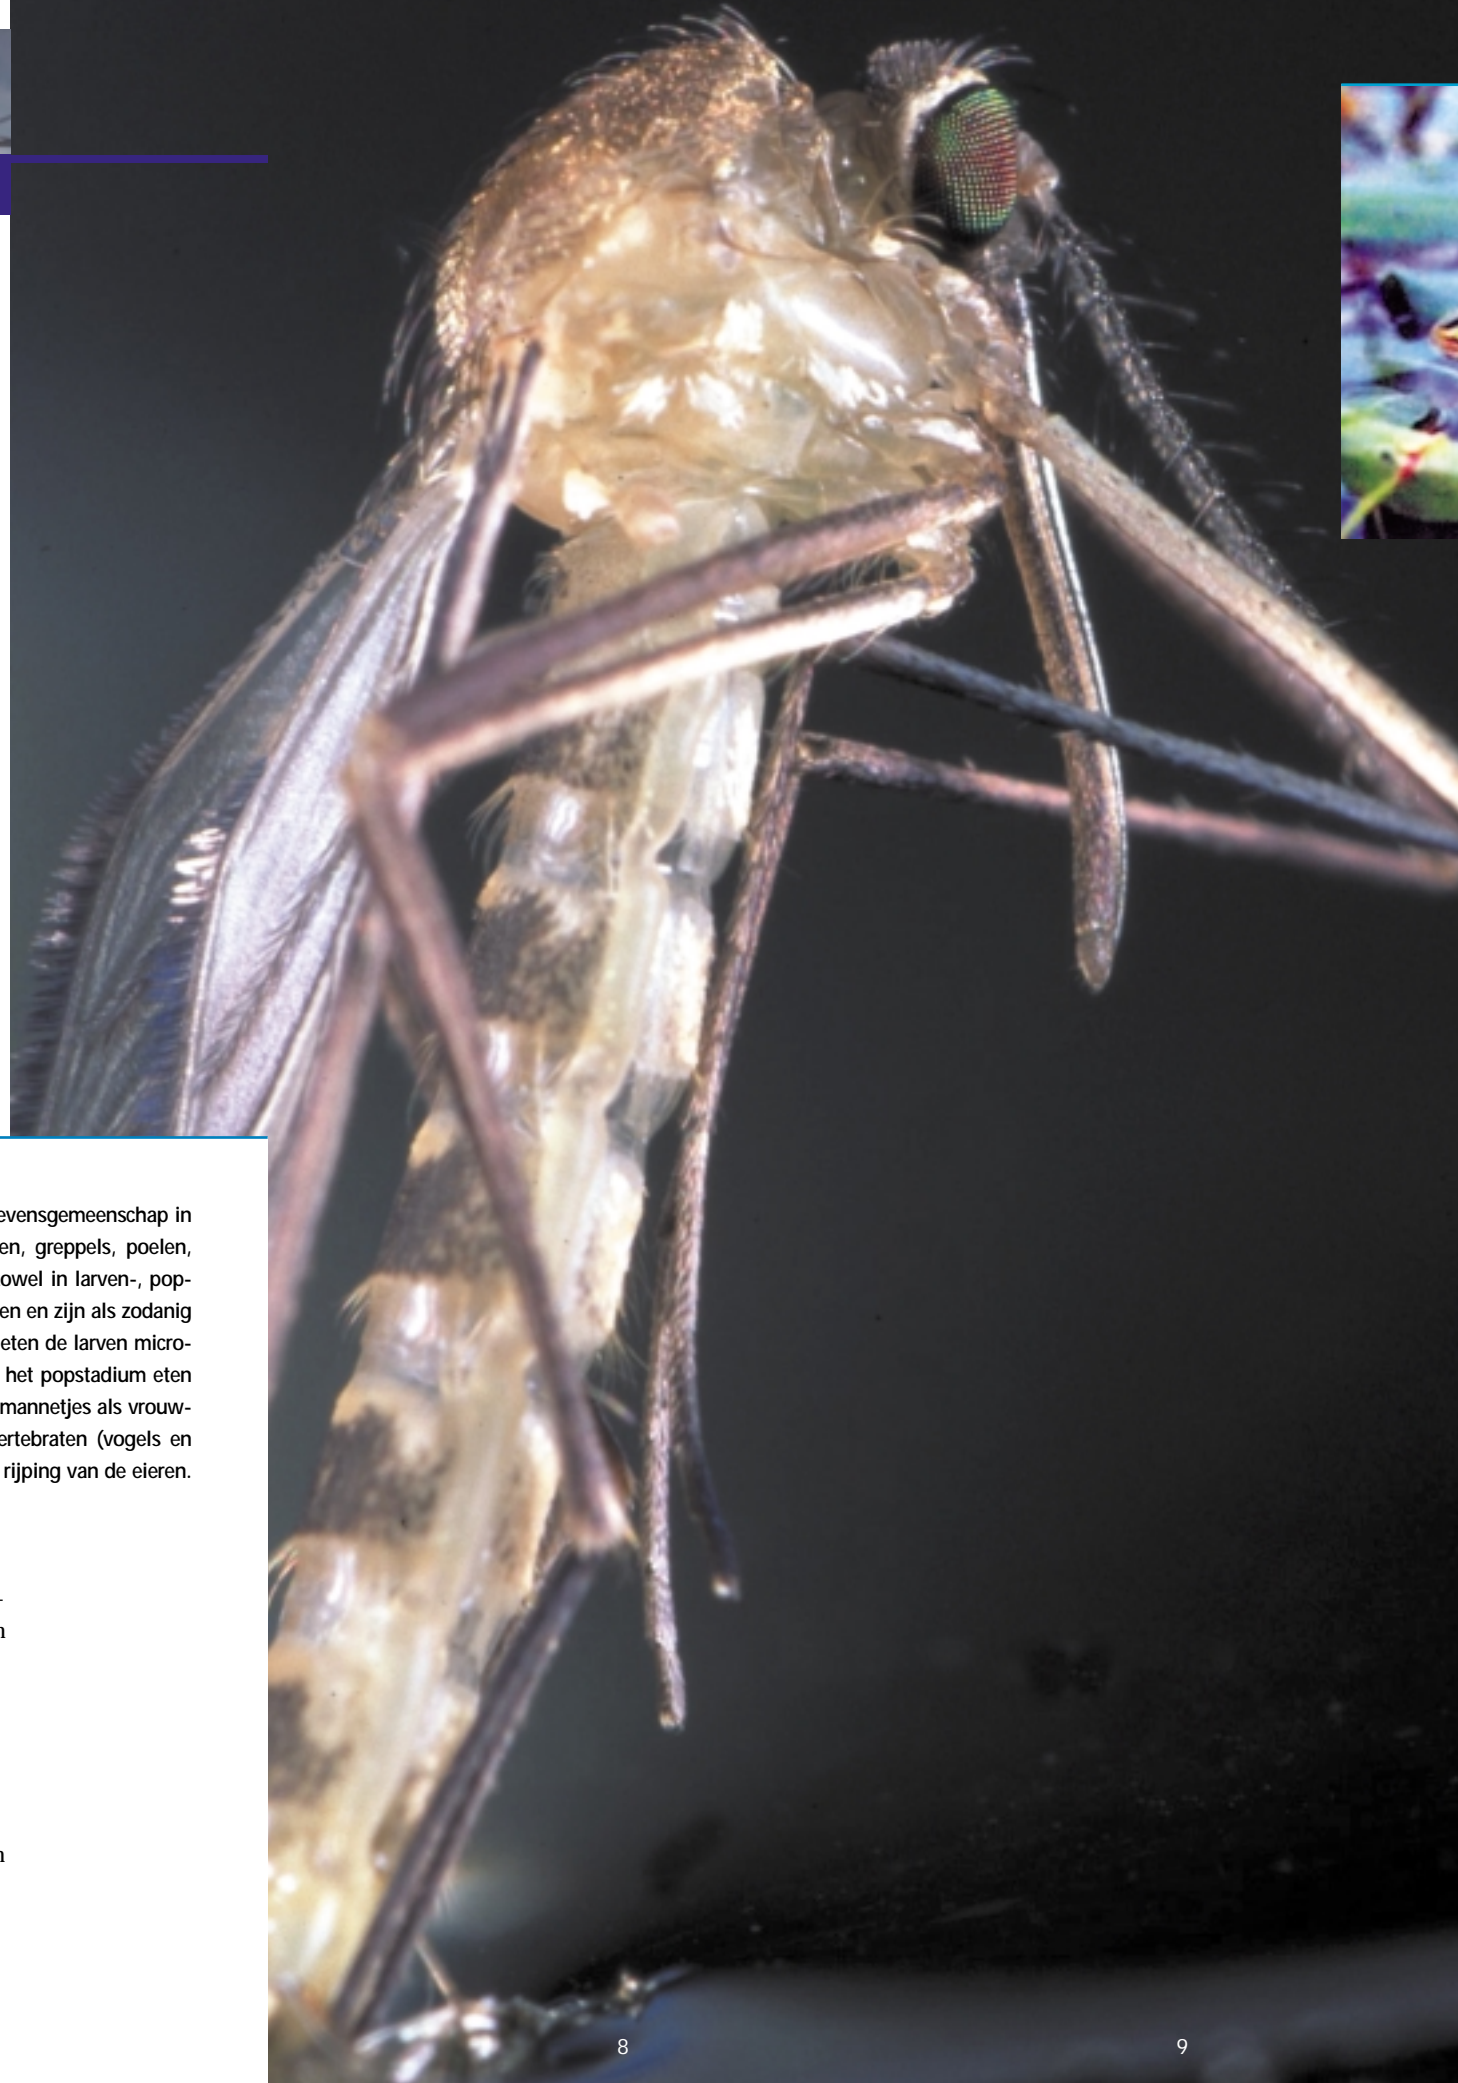 evensgemeenschap in
en, greppels, poelen,
owel in larven-, pop-
en en zijn als zodanig
eten de larven micro-
het popstadium eten
mannetjes als vrouw-
ertebraten (vogels en
rijping van de eieren.
-
n
n
8
9